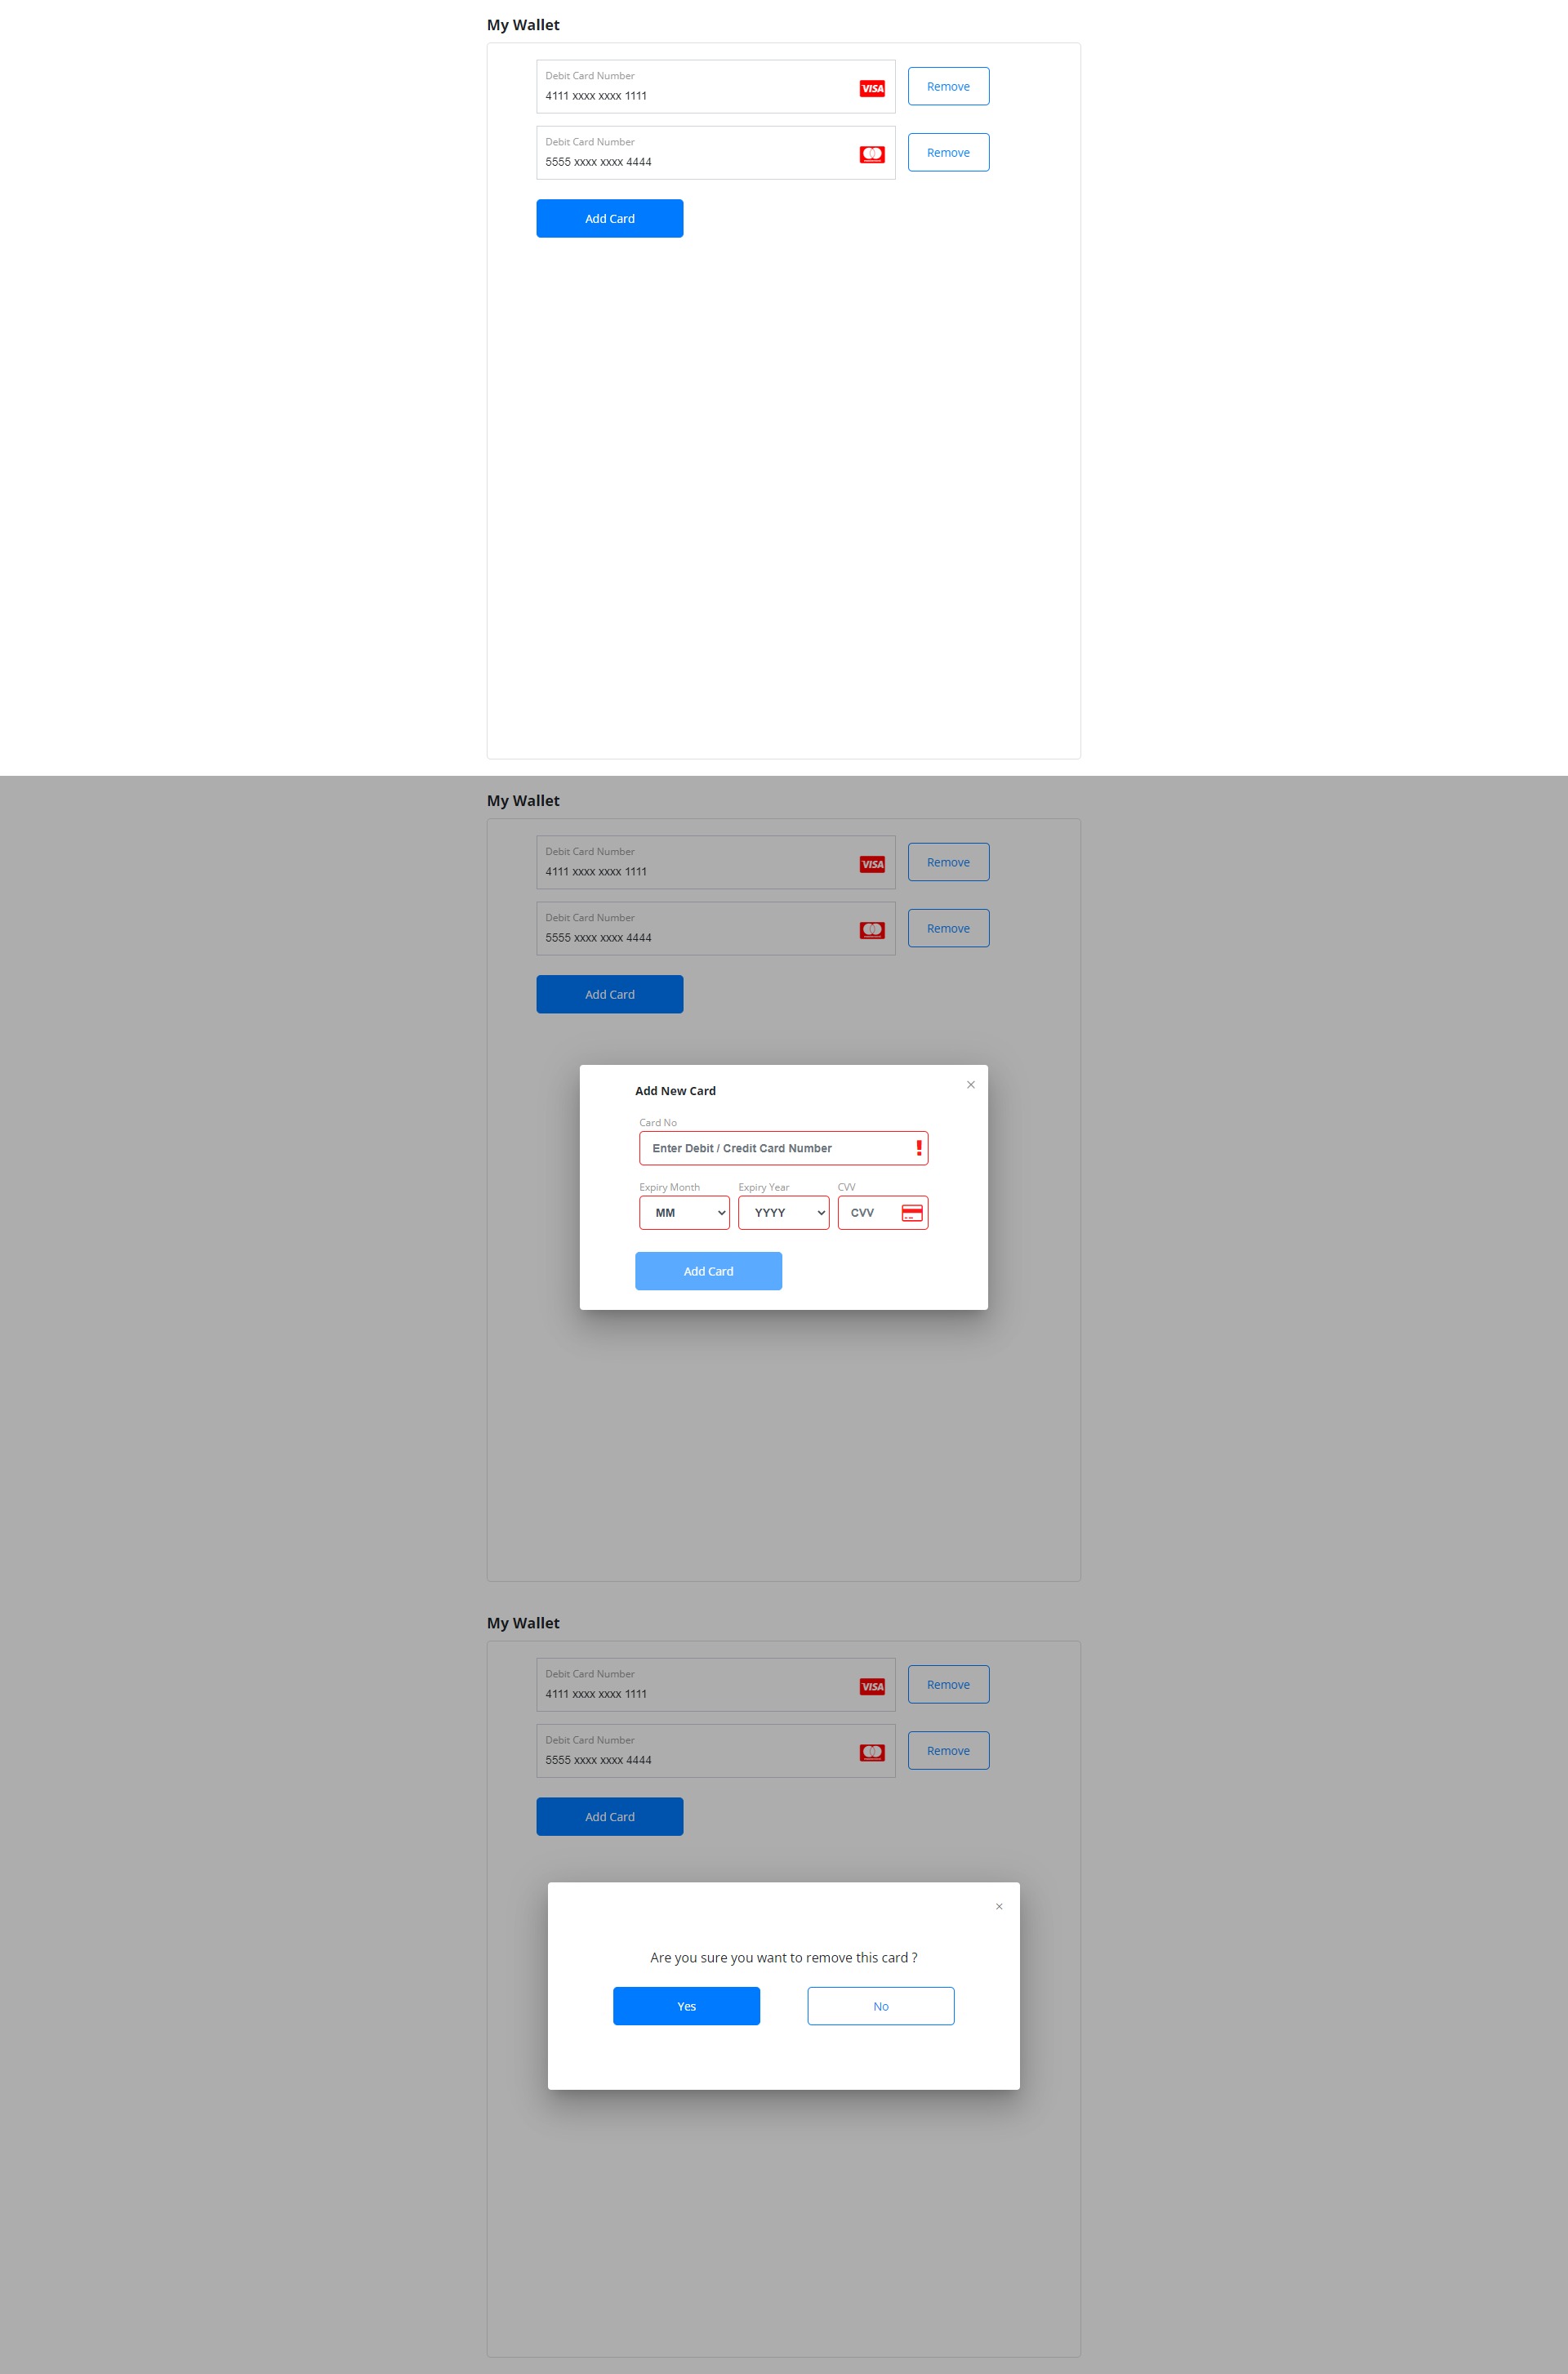 My Wallet
Debit Card Number
4111 xxxx xxxx 1111
VISA
Remove
Debit Card Number
5555 xxxx xxxx 4444
Remove
Add Card
My Wallet
Debit Card Number
4111 xxxx xxxx 1111
VISA
Remove
Debit Card Number
5555 xxxx xxxx 4444
Remove
Add Card
×
Add New Card
Card No
Enter Debit / Credit Card Number
Expiry Month Expiry Year CVV
MM YYYY CVV
Add Card
My Wallet
Debit Card Number
4111 xxxx xxxx 1111
VISA
Remove
Debit Card Number
5555 xxxx xxxx 4444
Remove
Add Card
×
Are you sure you want to remove this card ?
Yes No